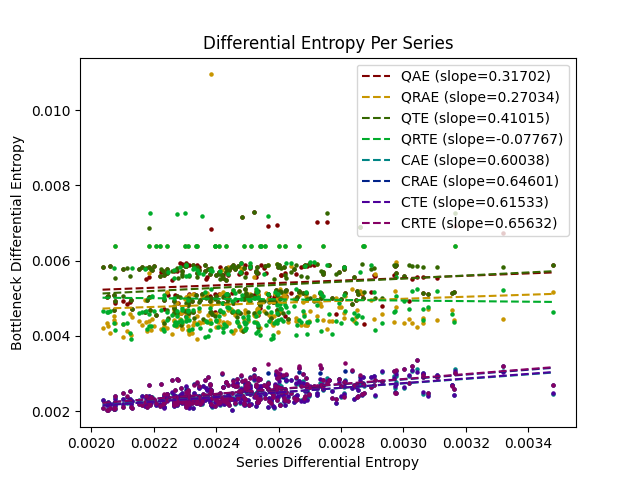 Differential Entropy Per Series
QAE (slope=0.31702)
QRAE (slope=0.27034)
QTE (slope=0.41015)
QRTE (slope=-0.07767)
CAE (slope=0.60038)
CRAE (slope=0.64601)
CTE (slope=0.61533)
CRTE (slope=0.65632)
Bottleneck Differential Entropy
0.010
0.008
0.006
0.004
0.002
0.0020 0.0022 0.0024 0.0026 0.0028 0.0030 0.0032 0.0034
Series Differential Entropy